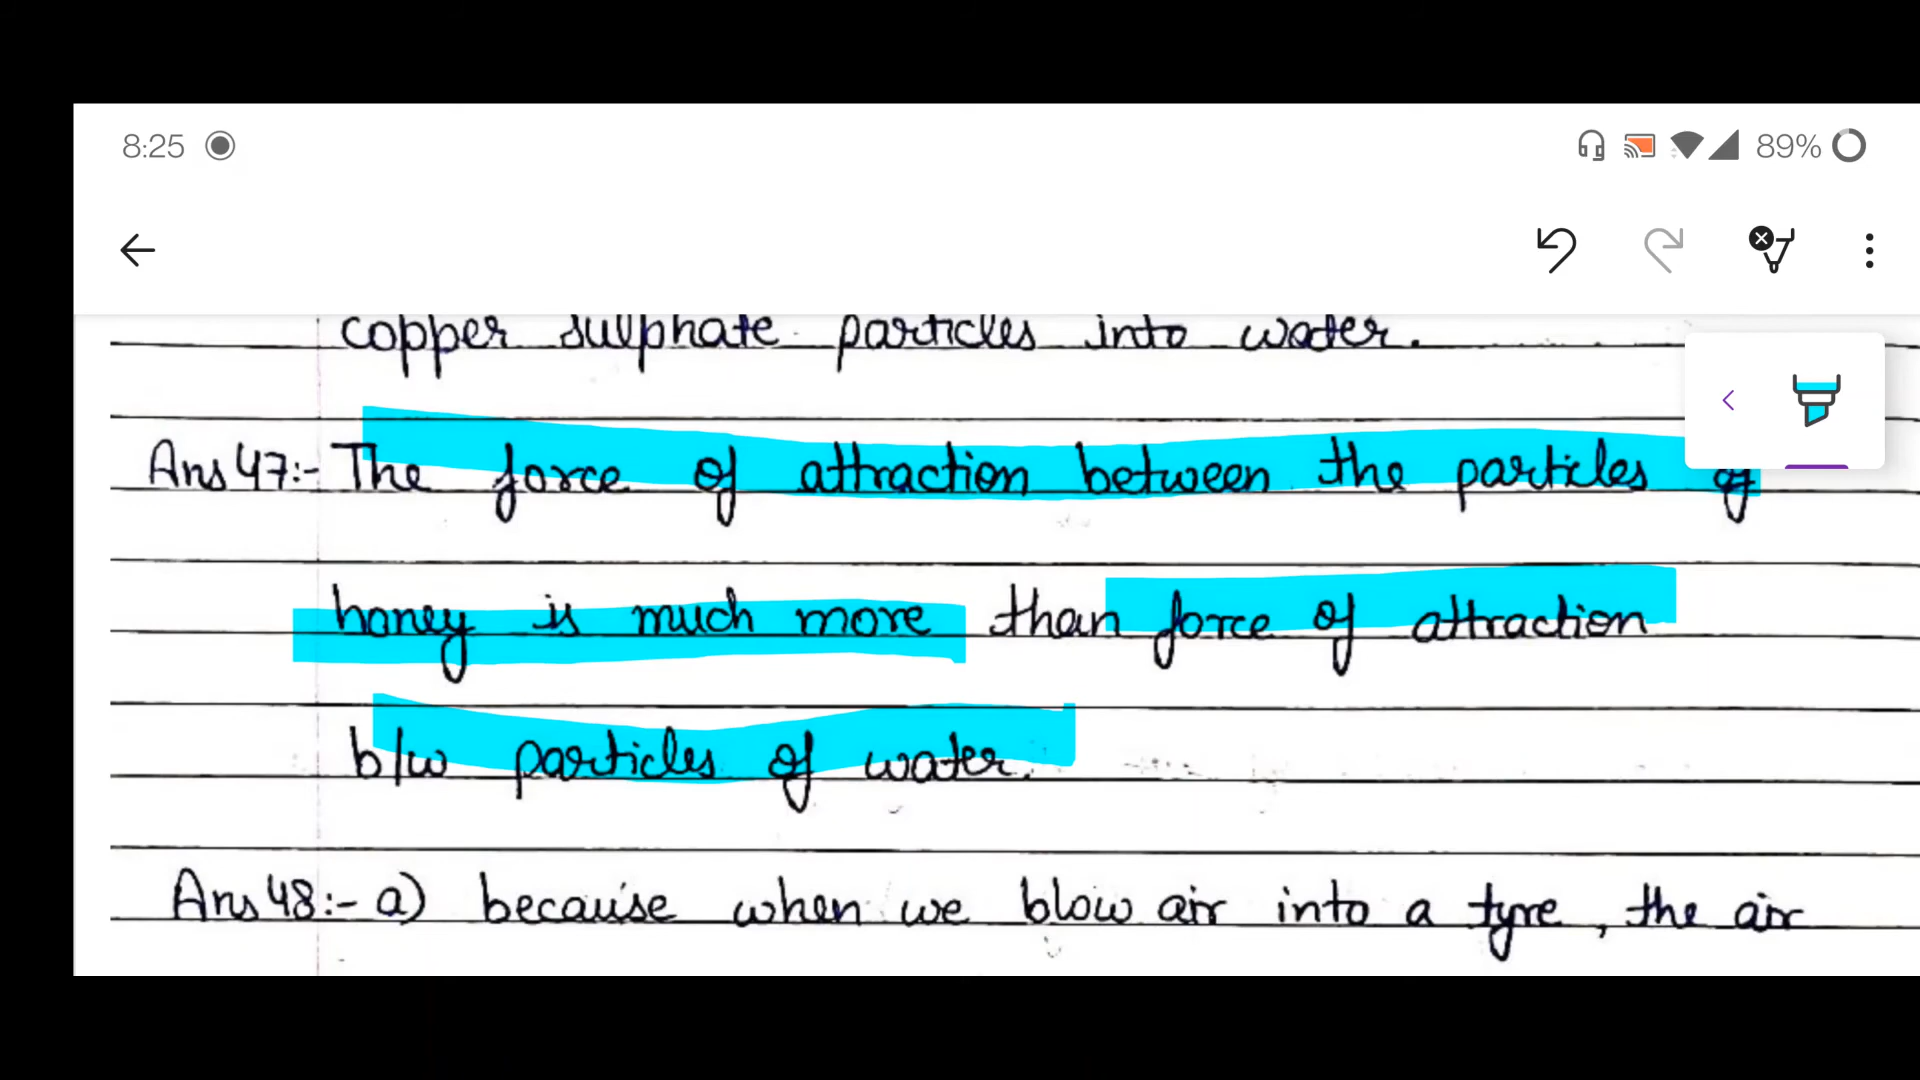 8:25
89%
copper sulphate particles into water.
Ans 47:- The force of attraction between the particles of
honey is much more than force of attraction
b/w particles of water.
Ans 48:- a) because when we blow air into a tyre, the air